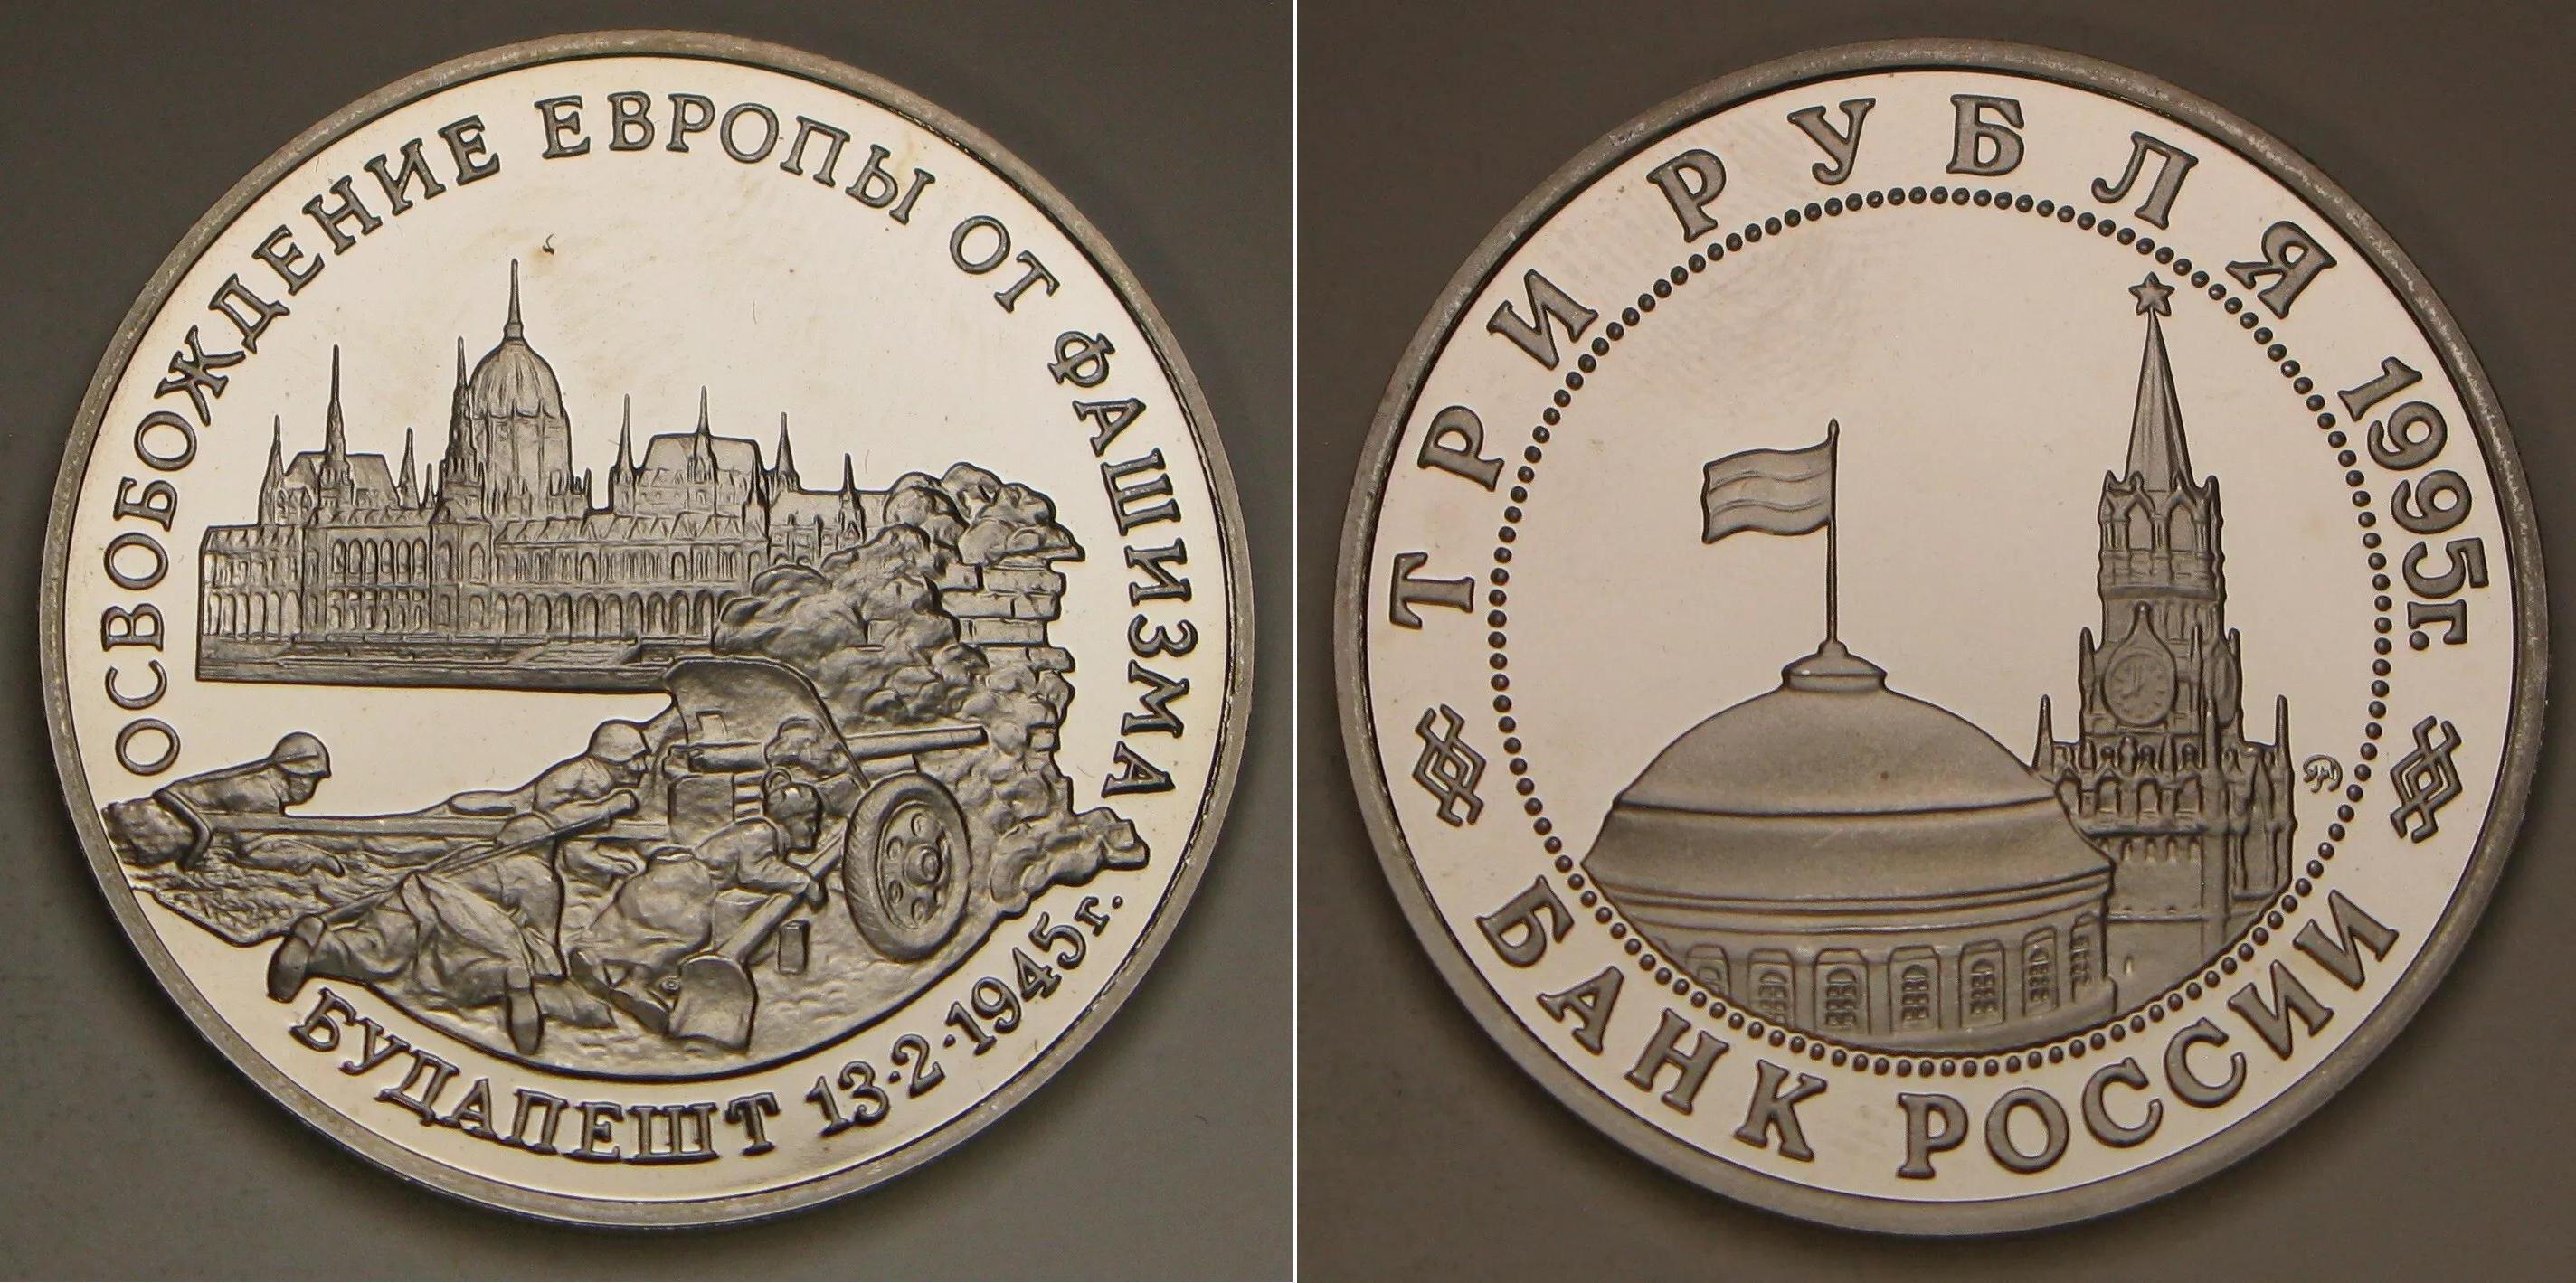 ОСВОБОЖДЕНИЕ ЕВРОПЫ ОТ ФАШИЗМА
БУДАПЕШТ 13·2·1945г.
ТРИ РУБЛЯ 1995г.
БАНК РОССИИ